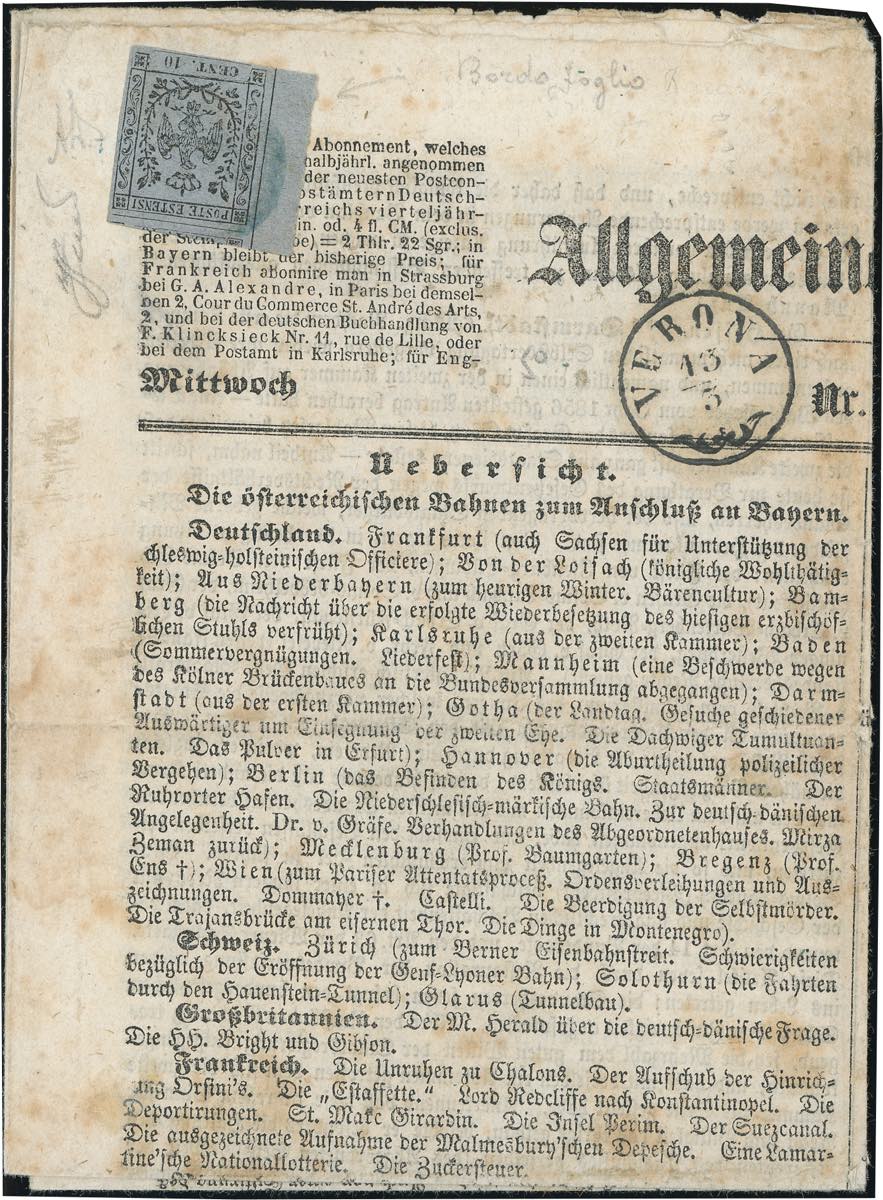 CENT. 10
POSTE ESTENSI
Bordo foglio
Abonnement, welches
halbjährl. angenommen
der neuesten Postcon-
ostämtern Deutsch-
rreichs vierteljähr-
in. od. 4 fl. CM. (exclus.
der Stem be) = 2 Thlr. 22 Sgr.; in
Bayern bleibt der bisherige Preis; für
Frankreich abonnire man in Strassburg
bei G. A. Alexandre, in Paris bei demsel-
ben 2, Cour du Commerce St. André des Arts,
2, und bei der deutschen Buchhandlung von
F. Klincksieck Nr. 11, rue de Lille, oder
bei dem Postamt in Karlsruhe; für Eng-
Allgemein
VERONA
13
3
Mittwoch
Nr.
Uebersicht.
Die österreichischen Bahnen zum Anschluß an Bayern.
Deutschland. Frankfurt (auch Sachsen für Unterstützung der
chleswig-holsteinischen Officiere); Von der Loisach (königliche Wohlthätig-
keit); Aus Niederbayern (zum heurigen Winter. Bärencultur); Bam-
berg (die Nachricht über die erfolgte Wiederbesetzung des hiesigen erzbischöf-
lichen Stuhls verfrüht); Karlsruhe (aus der zweiten Kammer); Baden
(Sommervergnügungen. Liederfest); Mannheim (eine Beschwerde wegen
des Kölner Brückenbaues an die Bundesversammlung abgegangen); Darm-
stadt (aus der ersten Kammer); Gotha (der Landtag. Gesuche geschiedener
Auswärtiger um Einsegnung der zweiten Ehe. Die Dachwiger Tumultuan-
ten. Das Pulver in Erfurt); Hannover (die Aburtheilung polizeilicher
Vergehen); Berlin (das Befinden des Königs. Staatsmänner. Der
Ruhrorter Hafen. Die Niederschlesisch-märkische Bahn. Zur deutsch-dänischen
Angelegenheit. Dr. v. Gräfe. Verhandlungen des Abgeordnetenhauses. Mirza
Zeman zurück); Mecklenburg (Prof. Baumgarten); Bregenz (Prof.
Ens †); Wien (zum Pariser Attentatsproceß. Ordensverleihungen und Aus-
zeichnungen. Dommayer †. Castelli. Die Beerdigung der Selbstmörder.
Die Trajansbrücke am eisernen Thor. Die Dinge in Montenegro).
Schweiz. Zürich (zum Berner Eisenbahnstreit. Schwierigkeiten
bezüglich der Eröffnung der Genf-Lyoner Bahn); Solothurn (die Fahrten
durch den Hauenstein-Tunnel); Glarus (Tunnelbau).
Großbritannien. Der M. Herald über die deutsch-dänische Frage.
Die HH. Bright und Gibson.
Frankreich. Die Unruhen zu Chalons. Der Aufschub der Hinrich-
ung Orsini's. Die „Estaffette." Lord Redcliffe nach Konstantinopel. Die
Deportirungen. St. Marc Girardin. Die Insel Perim. Der Suezcanal.
Die ausgezeichnete Aufnahme der Malmesbury'schen Depesche. Eine Lamar-
tine'sche Nationallotterie. Die Zuckersteuer.